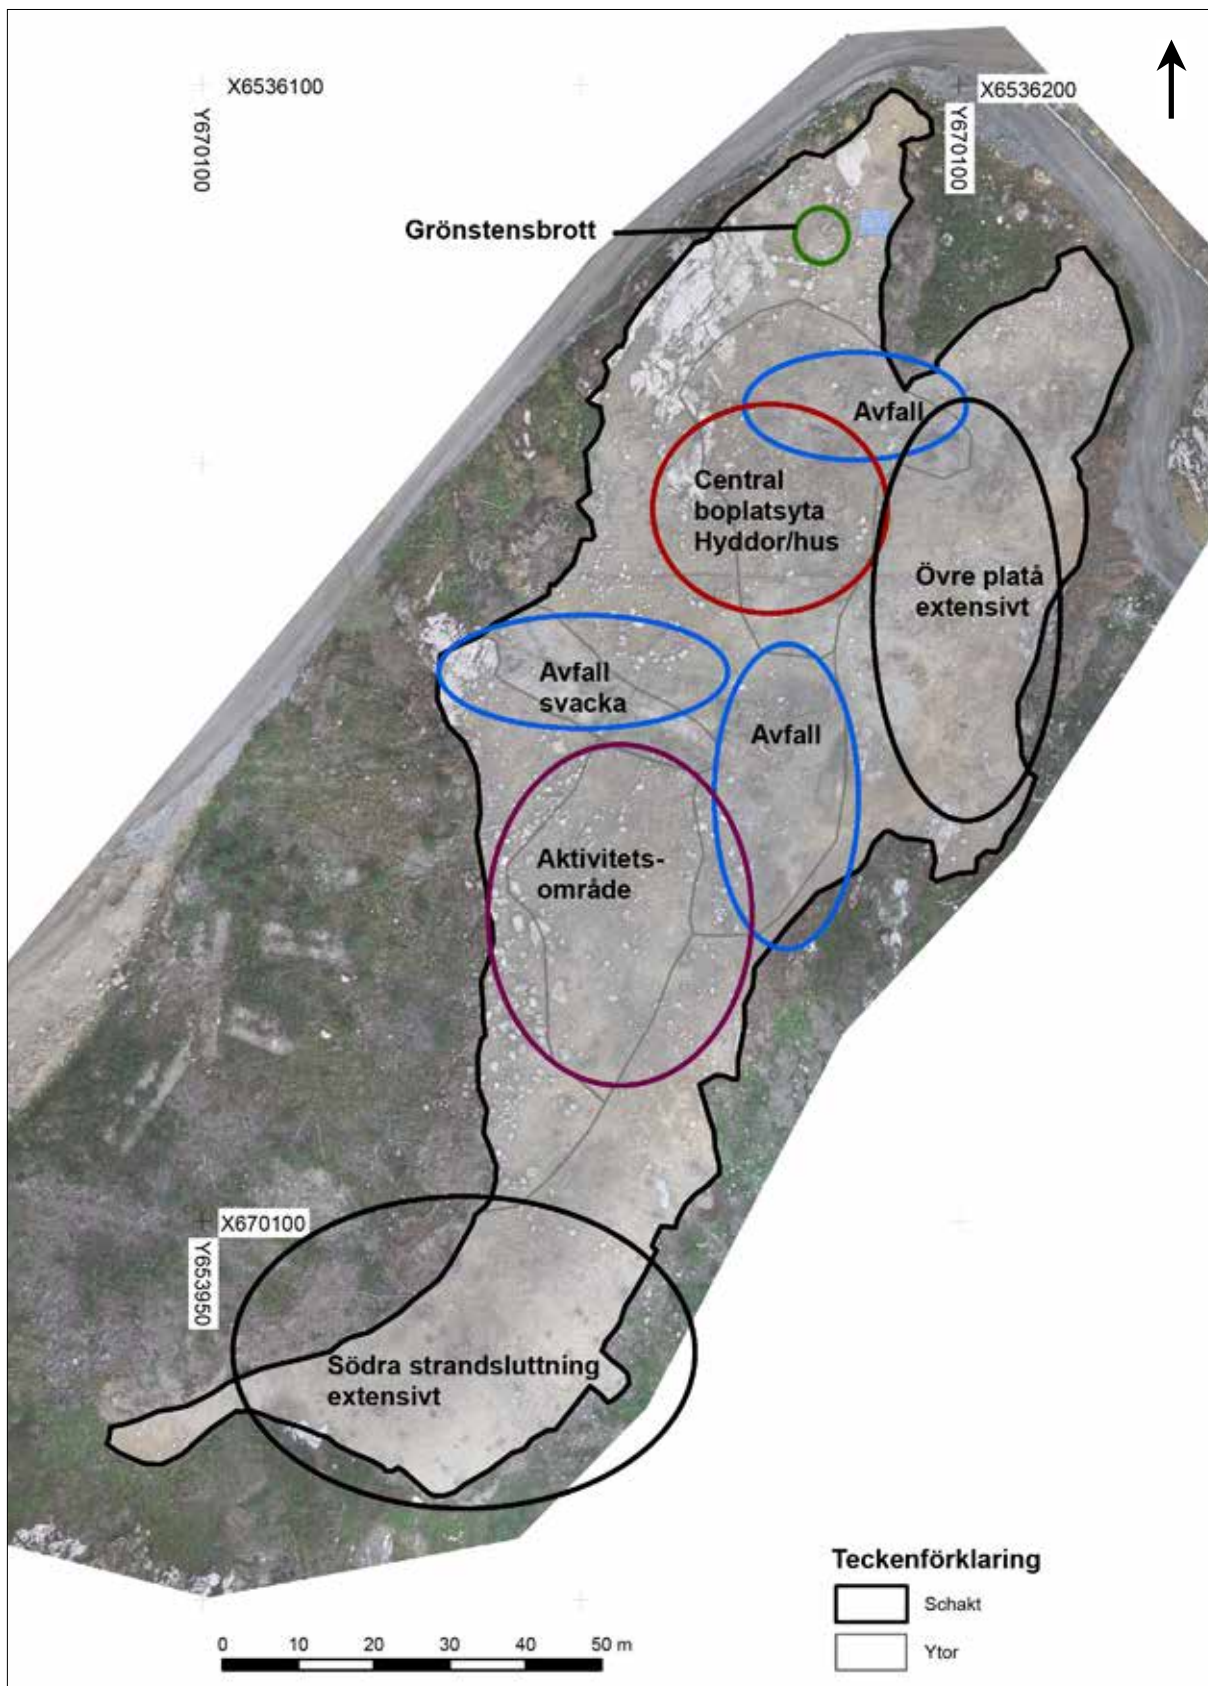 X6536100
X6536200
Y670100
Y670100
Grönstensbrott
Avfall
Central
boplatsyta
Hyddor/hus
Övre platå
extensivt
Avfall
svacka
Avfall
Aktivitets-
område
X670100
Y653950
Södra strandsluttning
extensivt
Teckenförklaring
Schakt
Ytor
0 10 20 30 40 50 m